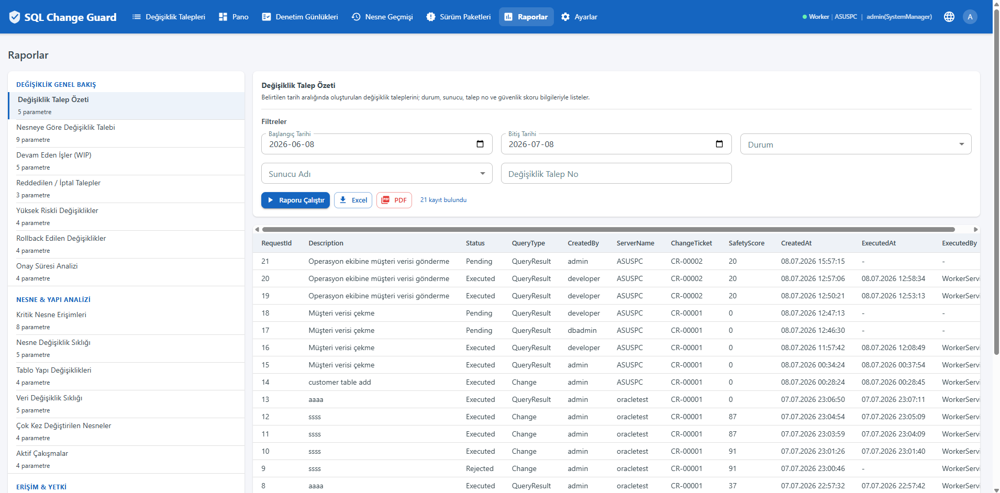 SQL Change Guard
Değişiklik Talepleri
Pano
Denetim Günlükleri
Nesne Geçmişi
Sürüm Paketleri
Raporlar
Ayarlar
Worker | ASUSPC | admin(SystemManager)
A
Raporlar
DEĞİŞİKLİK GENEL BAKIŞ
Değişiklik Talep Özeti
5 parametre
Nesneye Göre Değişiklik Talebi
9 parametre
Devam Eden İşler (WIP)
5 parametre
Reddedilen / İptal Talepler
3 parametre
Yüksek Riskli Değişiklikler
4 parametre
Rollback Edilen Değişiklikler
4 parametre
Onay Süresi Analizi
4 parametre
NESNE & YAPI ANALİZİ
Kritik Nesne Erişimleri
8 parametre
Nesne Değişiklik Sıklığı
5 parametre
Tablo Yapı Değişiklikleri
4 parametre
Veri Değişiklik Sıklığı
5 parametre
Çok Kez Değiştirilen Nesneler
4 parametre
Aktif Çakışmalar
4 parametre
ERİŞİM & YETKİ
Değişiklik Talep Özeti
Belirtilen tarih aralığında oluşturulan değişiklik taleplerini; durum, sunucu, talep no ve güvenlik skoru bilgileriyle listeler.
Filtreler
Başlangıç Tarihi
2026-06-08
Bitiş Tarihi
2026-07-08
Durum
Sunucu Adı
Değişiklik Talep No
Raporu Çalıştır
Excel
PDF
PDF
21 kayıt bulundu
RequestId Description Status QueryType CreatedBy ServerName ChangeTicket SafetyScore CreatedAt ExecutedAt ExecutedBy
21 Operasyon ekibine müşteri verisi gönderme Pending QueryResult admin ASUSPC CR-00002 20 08.07.2026 15:57:15 - -
20 Operasyon ekibine müşteri verisi gönderme Executed QueryResult developer ASUSPC CR-00002 20 08.07.2026 12:57:06 08.07.2026 12:58:34 WorkerServi
19 Operasyon ekibine müşteri verisi gönderme Executed QueryResult developer ASUSPC CR-00002 20 08.07.2026 12:50:21 08.07.2026 12:53:13 WorkerServi
18 Müşteri verisi çekme Pending QueryResult developer ASUSPC CR-00001 0 08.07.2026 12:47:13 - -
17 Müşteri verisi çekme Pending QueryResult dbadmin ASUSPC CR-00001 0 08.07.2026 12:46:30 - -
16 Müşteri verisi çekme Executed QueryResult developer ASUSPC CR-00001 0 08.07.2026 11:57:42 08.07.2026 12:08:49 WorkerServi
15 Müşteri verisi çekme Executed QueryResult admin ASUSPC CR-00001 0 08.07.2026 00:34:24 08.07.2026 00:37:54 WorkerServi
14 customer table add Executed Change admin ASUSPC CR-00001 0 08.07.2026 00:28:24 08.07.2026 00:28:45 WorkerServi
13 aaaa Executed QueryResult admin oracletest CR-00001 0 07.07.2026 23:06:50 07.07.2026 23:07:11 WorkerServi
12 ssss Executed Change admin oracletest CR-00001 87 07.07.2026 23:04:54 07.07.2026 23:05:09 WorkerServi
11 ssss Executed Change admin oracletest CR-00001 87 07.07.2026 23:03:59 07.07.2026 23:04:09 WorkerServi
10 ssss Executed Change admin oracletest CR-00001 91 07.07.2026 23:01:26 07.07.2026 23:01:40 WorkerServi
9 ssss Rejected Change admin oracletest CR-00001 91 07.07.2026 23:00:46 - WorkerServi
8 aaaa Executed QueryResult admin oracletest CR-00001 37 07.07.2026 22:57:32 07.07.2026 22:57:42 WorkerServi